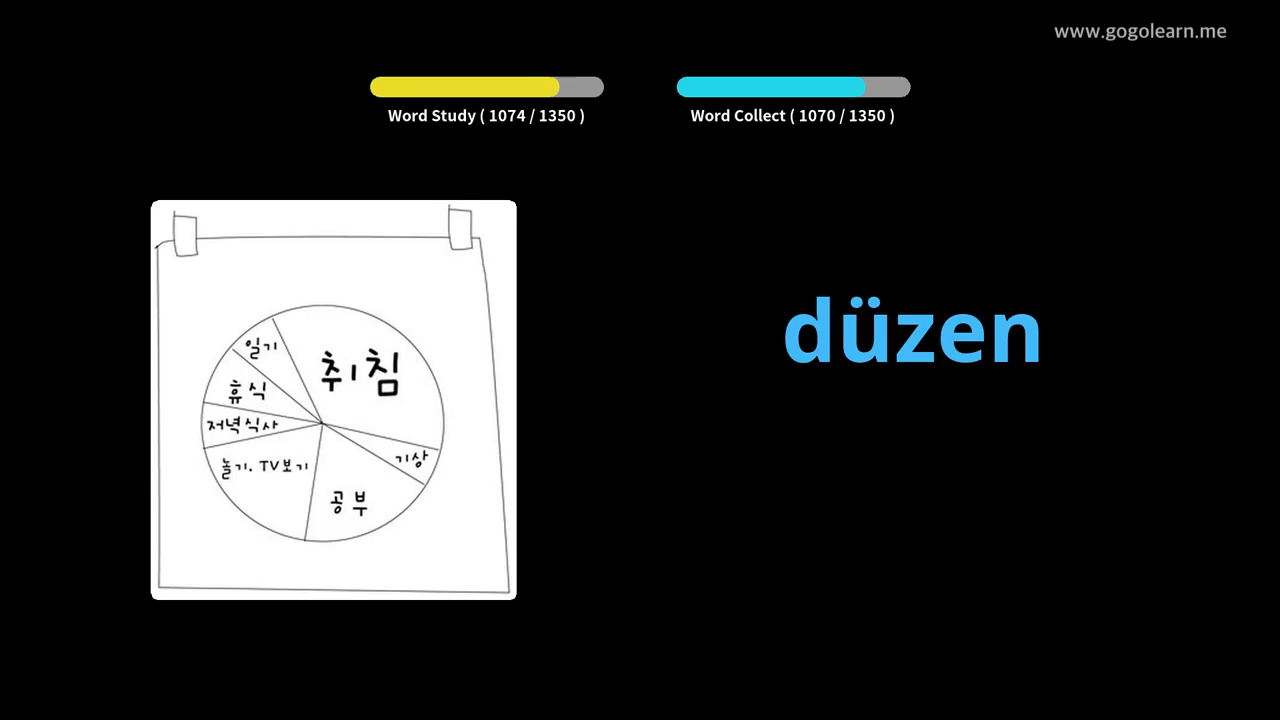 www.gogolearn.me
Word Study ( 1074 / 1350 )
Word Collect ( 1070 / 1350 )
일기
취침
휴식
저녁식사
놀기. TV보기
기상
공부
düzen